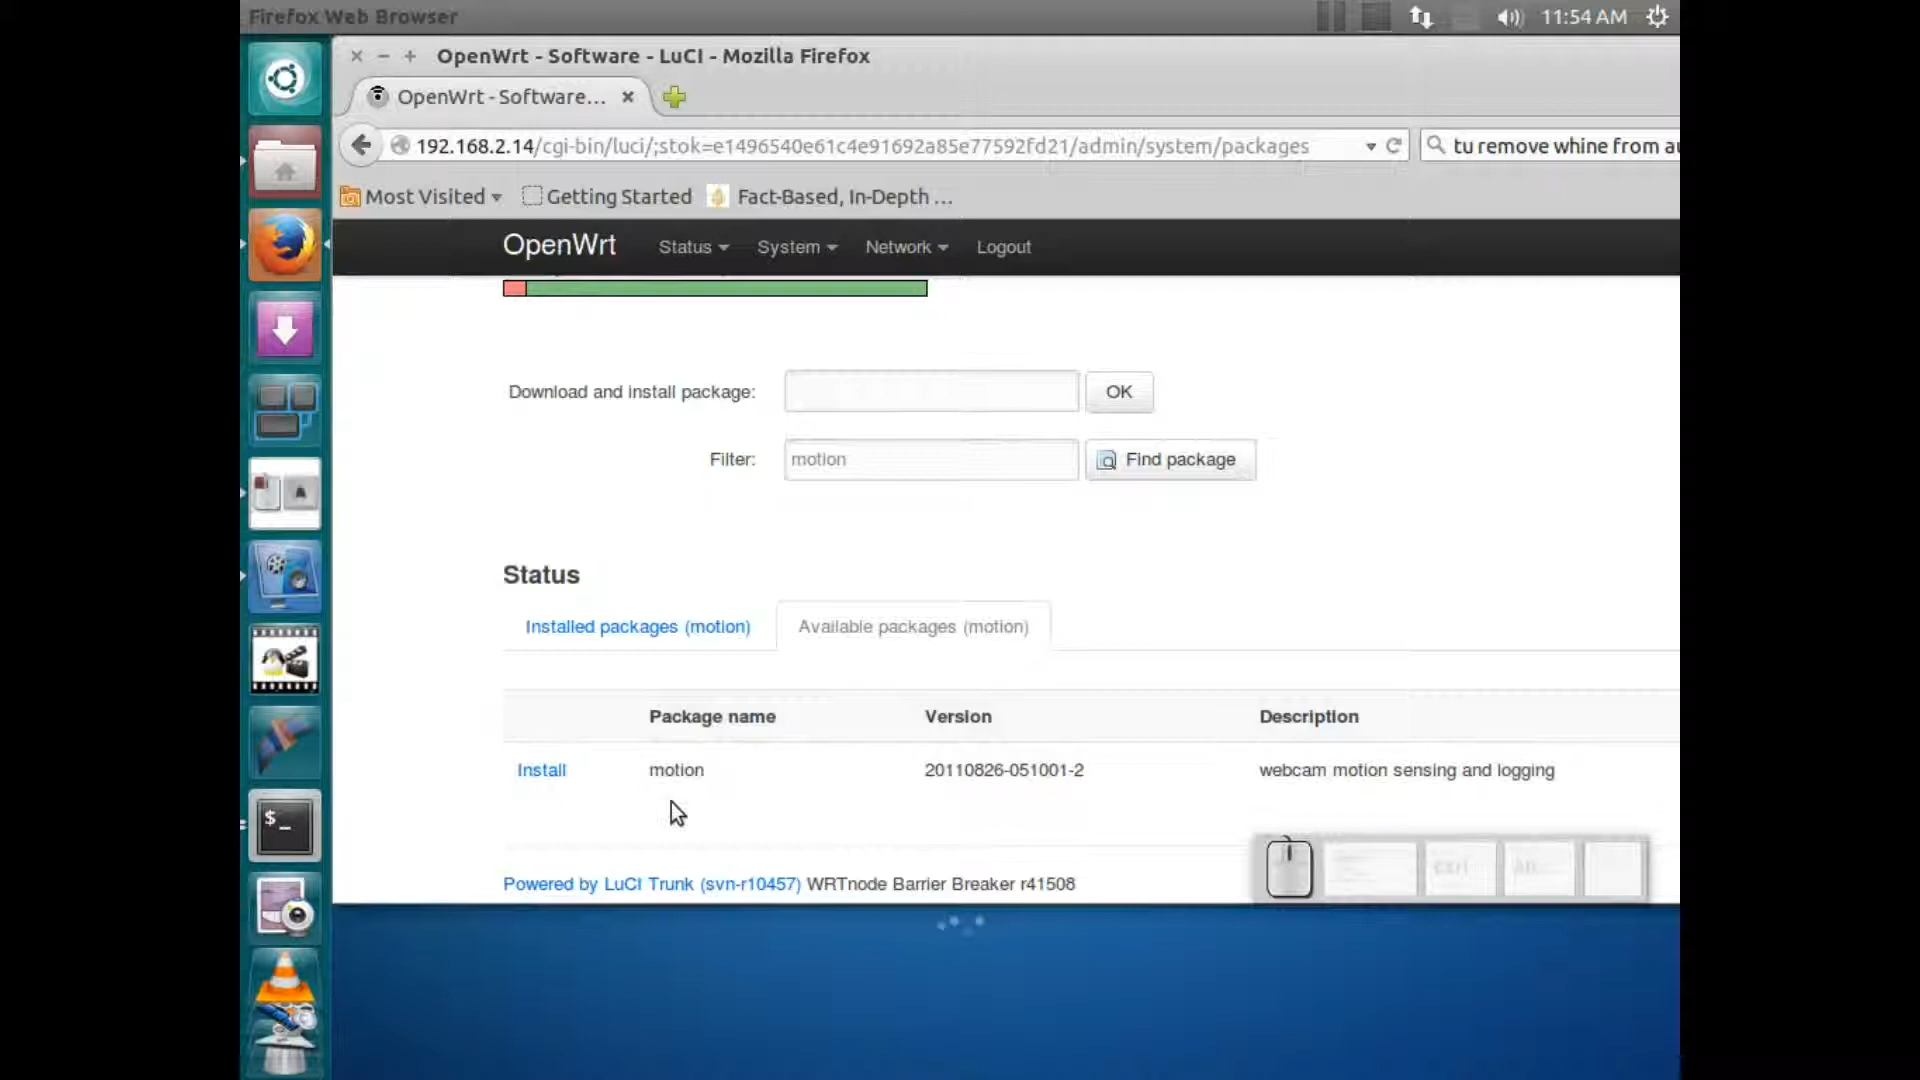 Firefox Web Browser
11:54 AM
OpenWrt - Software - LuCI - Mozilla Firefox
OpenWrt - Software...
192.168.2.14/cgi-bin/luci/;stok=e1496540e61c4e91692a85e77592fd21/admin/system/packages
tu remove whine from au
Most Visited
Getting Started
Fact-Based, In-Depth ...
OpenWrt
Status
System
Network
Logout
Download and install package:
OK
Filter:
motion
Find package
Status
Installed packages (motion)
Available packages (motion)
Package name
Version
Description
Install
motion
20110826-051001-2
webcam motion sensing and logging
Powered by LuCI Trunk (svn-r10457) WRTnode Barrier Breaker r41508
$_